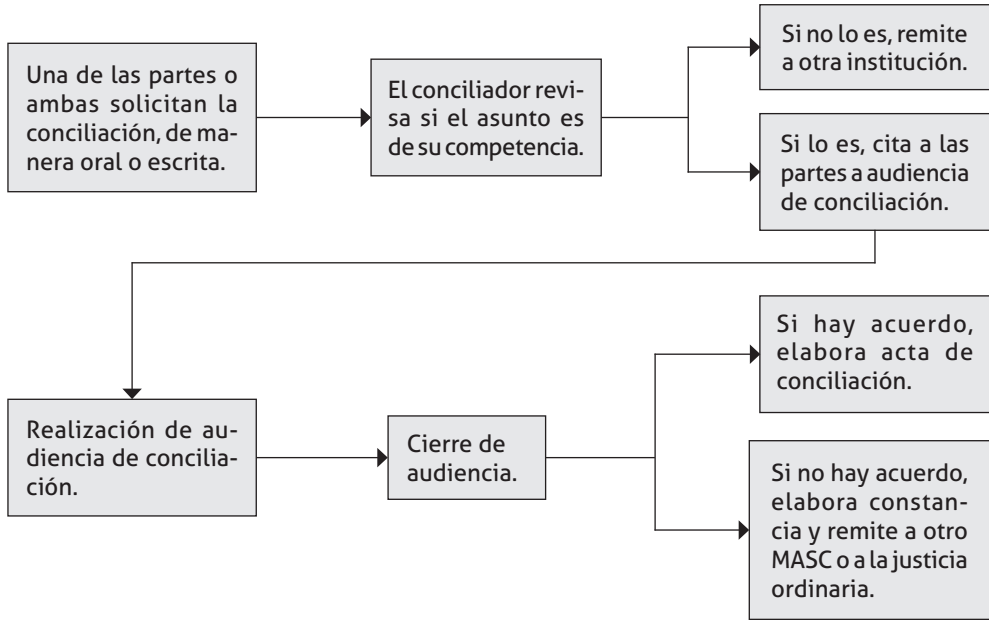 Una de las partes o
ambas solicitan la
conciliación, de ma-
nera oral o escrita.
El conciliador revi-
sa si el asunto es
de su competencia.
Si no lo es, remite
a otra institución.
Si lo es, cita a las
partes a audiencia
de conciliación.
Realización de au-
diencia de concilia-
ción.
Cierre de
audiencia.
Si hay acuerdo,
elabora acta de
conciliación.
Si no hay acuerdo,
elabora constan-
cia y remite a otro
MASC o a la justicia
ordinaria.